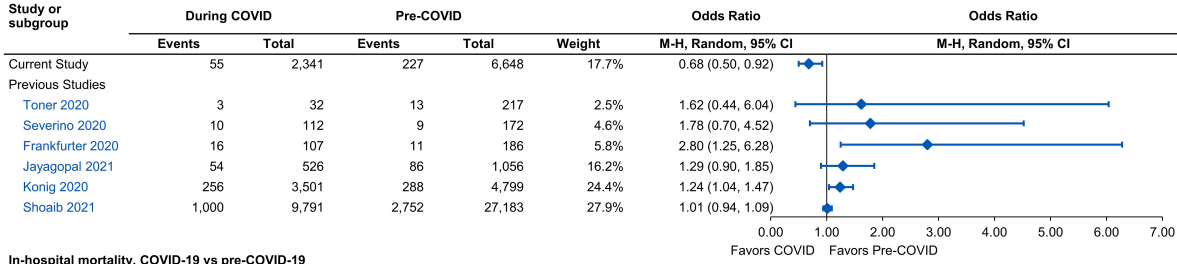 Study or subgroup During COVID Pre-COVID Odds Ratio Odds Ratio
Events Total Events Total Weight M-H, Random, 95% CI M-H, Random, 95% CI
Current Study 55 2,341 227 6,648 17.7% 0.68 (0.50, 0.92)
Previous Studies
Toner 2020 3 32 13 217 2.5% 1.62 (0.44, 6.04)
Severino 2020 10 112 9 172 4.6% 1.78 (0.70, 4.52)
Frankfurter 2020 16 107 11 186 5.8% 2.80 (1.25, 6.28)
Jayagopal 2021 54 526 86 1,056 16.2% 1.29 (0.90, 1.85)
Konig 2020 256 3,501 288 4,799 24.4% 1.24 (1.04, 1.47)
Shoaib 2021 1,000 9,791 2,752 27,183 27.9% 1.01 (0.94, 1.09)
0.00 1.00 2.00 3.00 4.00 5.00 6.00 7.00
Favors COVID Favors Pre-COVID
In-hospital mortality, COVID-19 vs pre-COVID-19